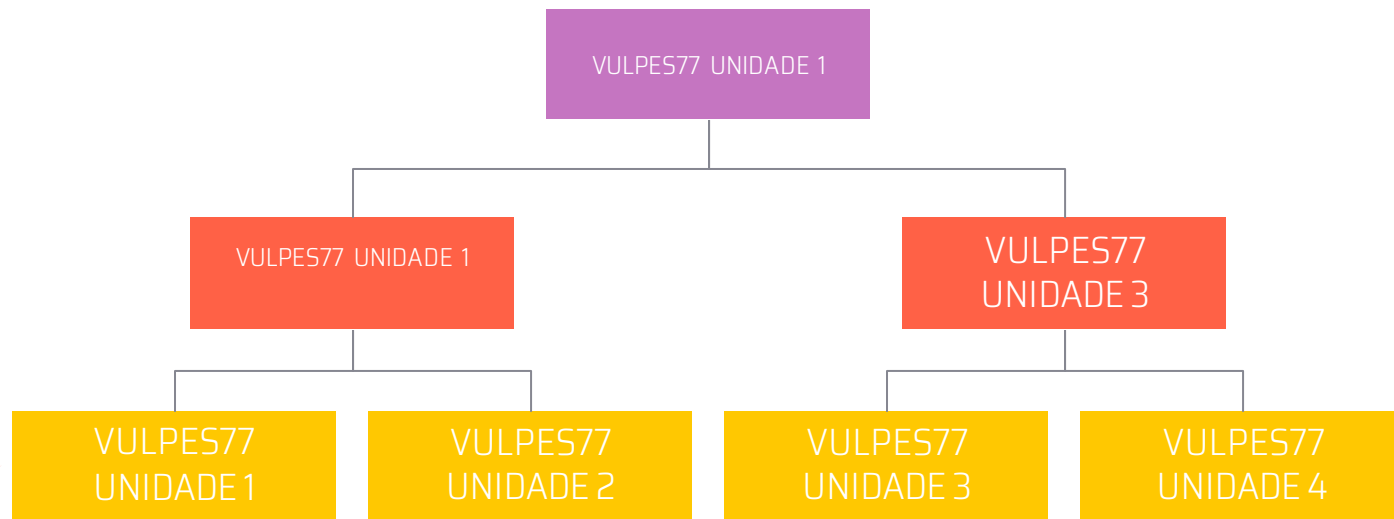 VULPES77 UNIDADE 1
VULPES77 UNIDADE 1
VULPES77
UNIDADE 3
VULPES77
UNIDADE 1
VULPES77
UNIDADE 2
VULPES77
UNIDADE 3
VULPES77
UNIDADE 4